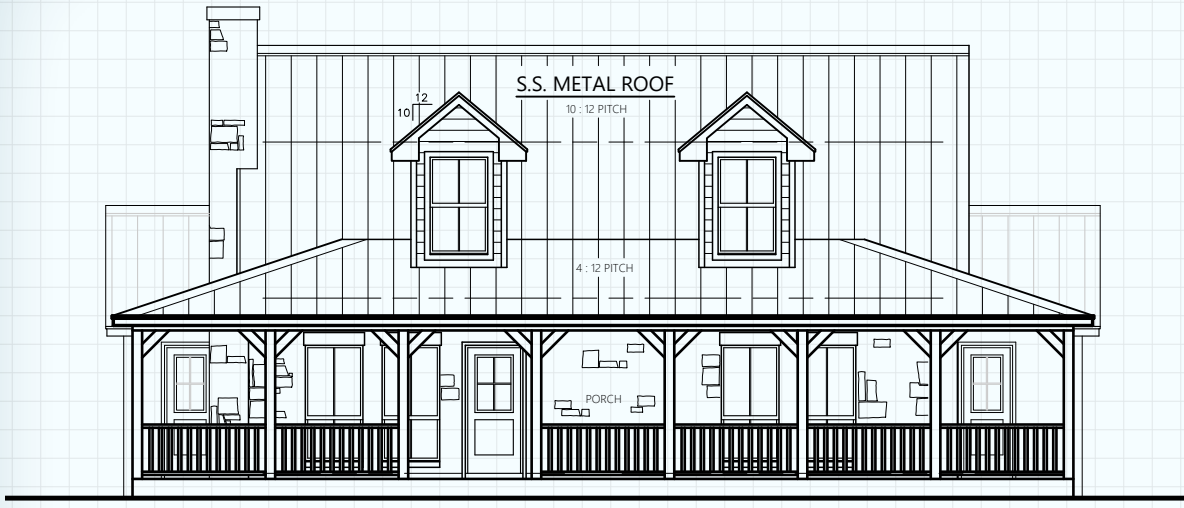 S.S. METAL ROOF
10 : 12 PITCH
12
10
4 : 12 PITCH
PORCH